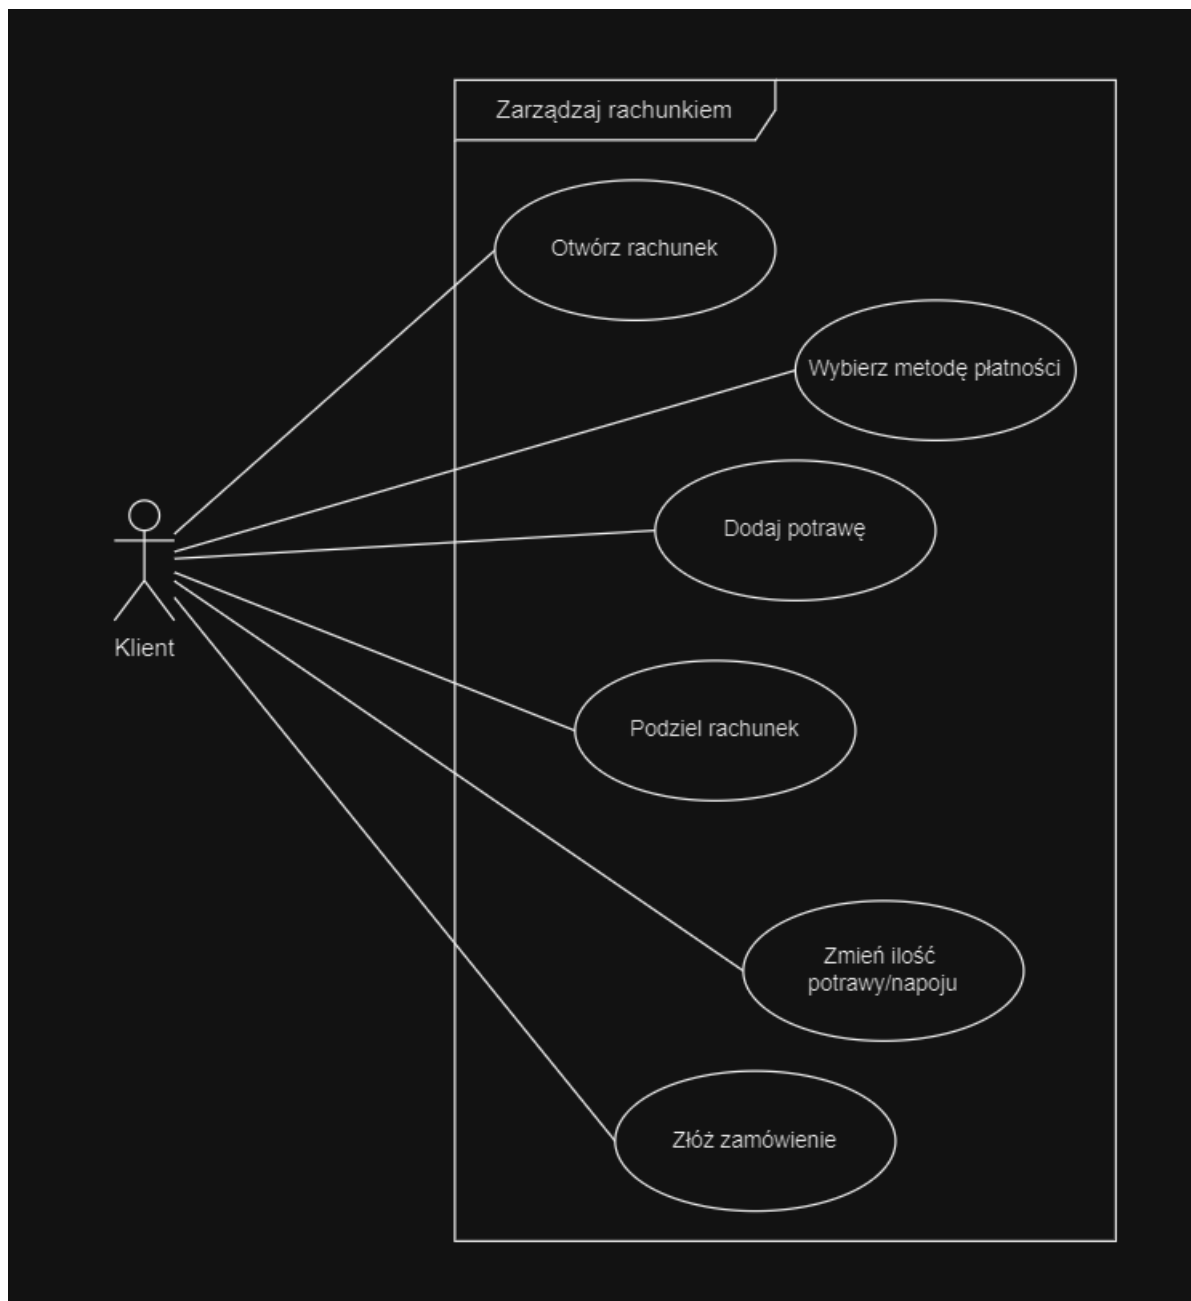 Zarządzaj rachunkiem
Otwórz rachunek
Wybierz metodę płatności
Dodaj potrawę
Klient
Podziel rachunek
Zmień ilość
potrawy/napoju
Złóż zamówienie